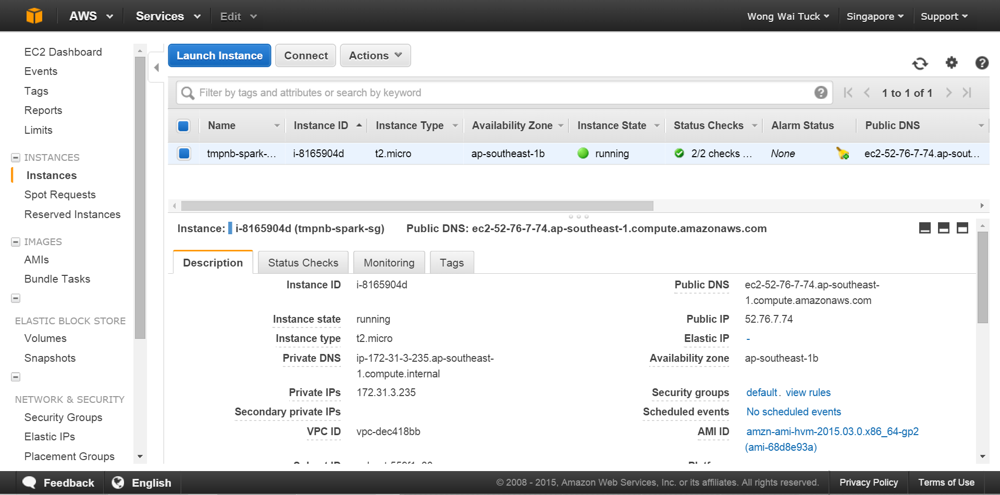 AWS Services Edit Wong Wai Tuck Singapore Support
EC2 Dashboard
Events
Tags
Reports
Limits
INSTANCES
Instances
Spot Requests
Reserved Instances
IMAGES
AMIs
Bundle Tasks
ELASTIC BLOCK STORE
Volumes
Snapshots
NETWORK & SECURITY
Security Groups
Elastic IPs
Placement Groups
Launch Instance Connect Actions
Filter by tags and attributes or search by keyword 1 to 1 of 1
Name Instance ID Instance Type Availability Zone Instance State Status Checks Alarm Status Public DNS
tmpnb-spark-... i-8165904d t2.micro ap-southeast-1b running 2/2 checks ... None ec2-52-76-7-74.ap-sout...
Instance: i-8165904d (tmpnb-spark-sg) Public DNS: ec2-52-76-7-74.ap-southeast-1.compute.amazonaws.com
Description Status Checks Monitoring Tags
Instance ID i-8165904d Public DNS ec2-52-76-7-74.ap-southeast-
1.compute.amazonaws.com
Instance state running Public IP 52.76.7.74
Instance type t2.micro Elastic IP -
Private DNS ip-172-31-3-235.ap-southeast- Availability zone ap-southeast-1b
1.compute.internal
Private IPs 172.31.3.235 Security groups default. view rules
Secondary private IPs Scheduled events No scheduled events
VPC ID vpc-dec418bb AMI ID amzn-ami-hvm-2015.03.0.x86_64-gp2
(ami-68d8e93a)
Feedback English © 2008 - 2015, Amazon Web Services, Inc. or its affiliates. All rights reserved. Privacy Policy Terms of Use